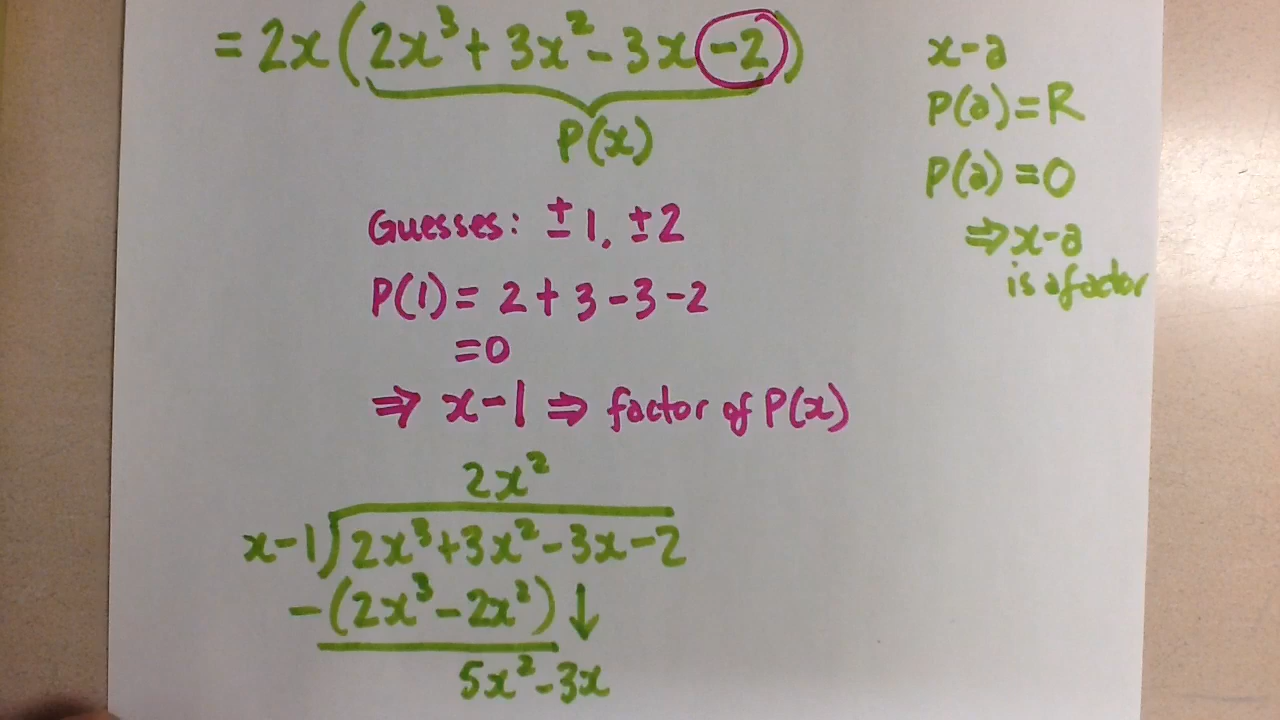 = 2x(2x³ + 3x² - 3x - 2)
P(x)
x-a
P(a) = R
P(a) = 0
⇒ x-a
is a factor
Guesses: ±1, ±2
P(1) = 2 + 3 - 3 - 2
= 0
⇒ x-1 ⇒ factor of P(x)
2x²
x-1)2x³+3x²-3x-2
-(2x³-2x²)↓
5x²-3x